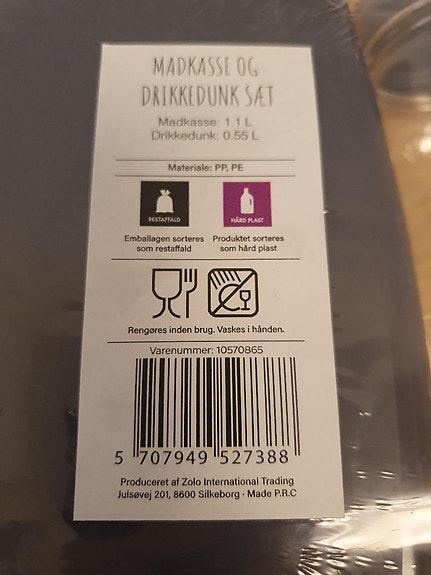 MADKASSE OG
DRIKKEDUNK SÆT
Madkasse: 1.1 L
Drikkedunk: 0.55 L
Materiale: PP, PE
RESTAFFALD HÅRD PLAST
Emballagen sorteres Produktet sorteres
som restaffald som hård plast
Rengøres inden brug. Vaskes i hånden.
Varenummer: 10570865
5 707949 527388
Produceret af Zolo International Trading
Julsøvej 201, 8600 Silkeborg · Made P.R.C